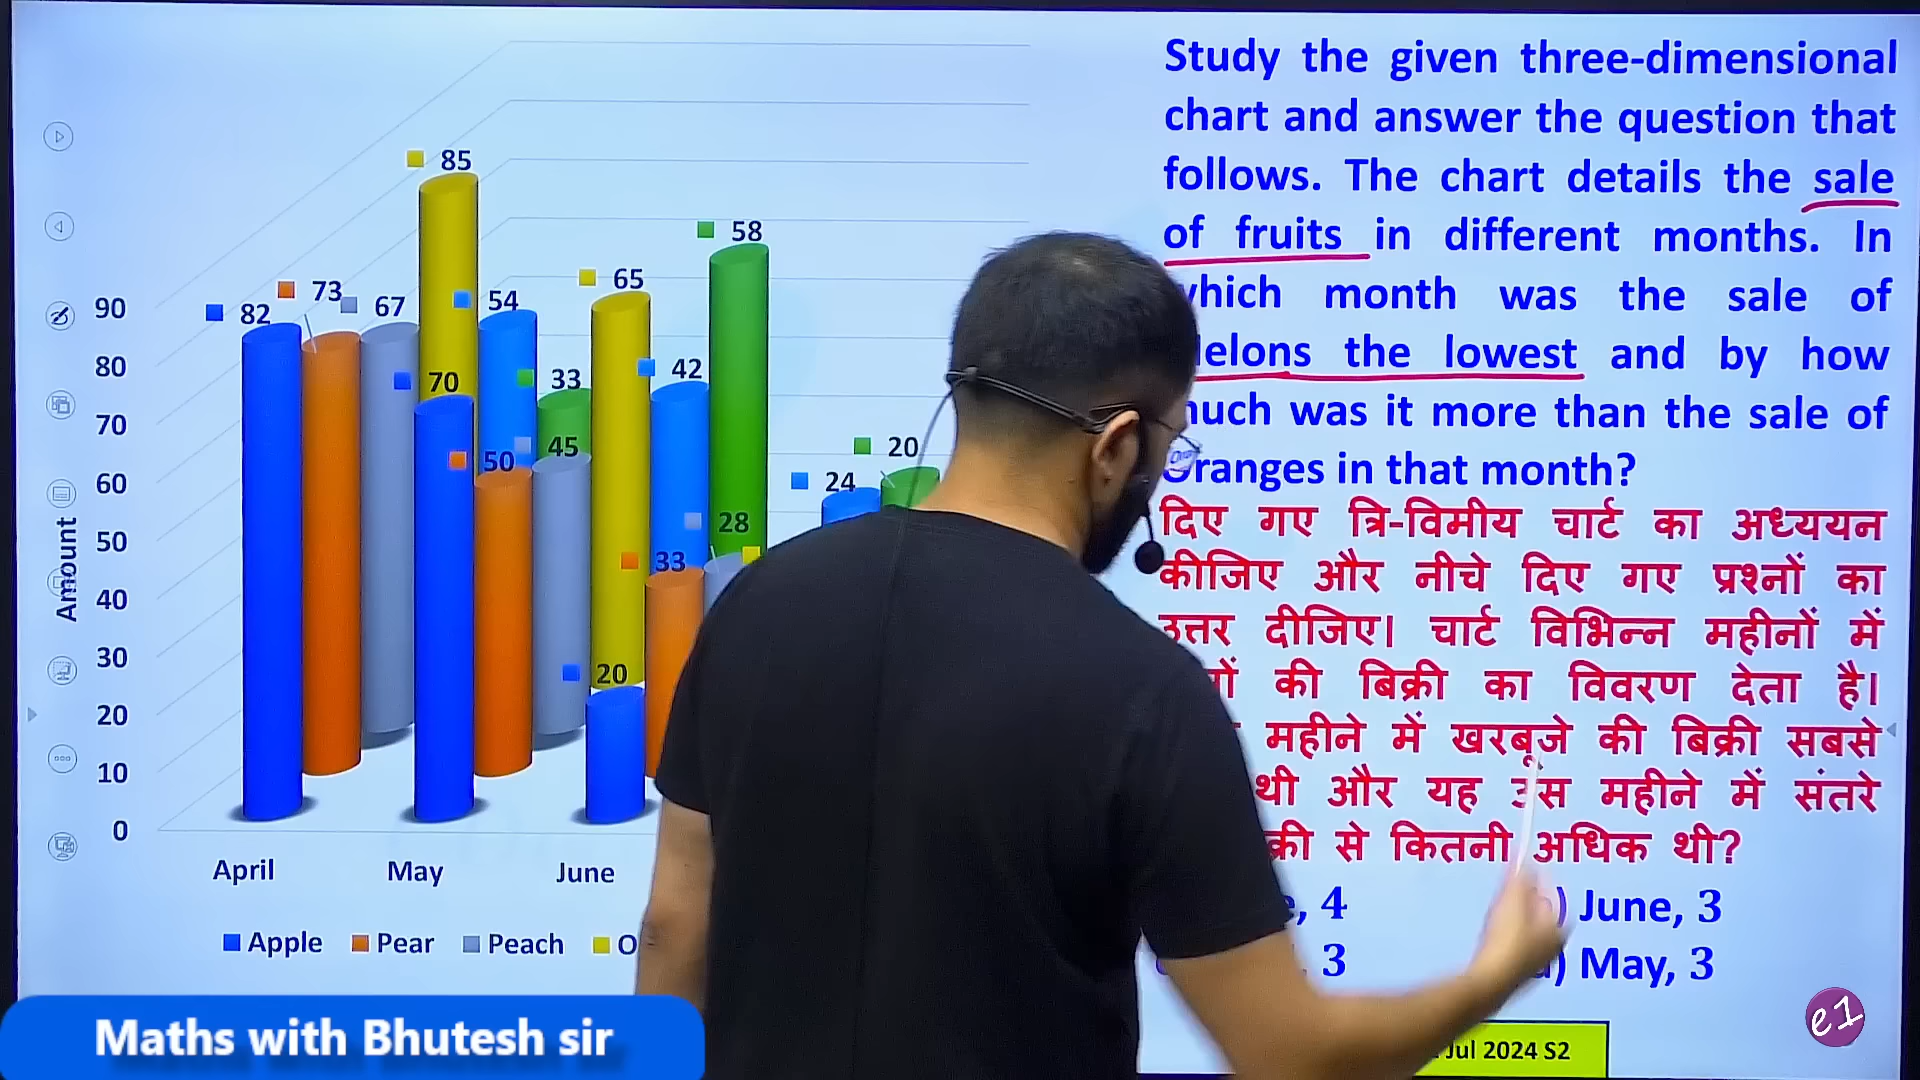 85
58
65
73
67
54
90
82
33
42
80
70
45
20
70
50
24
60
28
50
33
Amount
40
30
20
20
10
0
April
May
June
Apple
Pear
Peach
Study the given three-dimensional
chart and answer the question that
follows. The chart details the sale
of fruits in different months. In
which month was the sale of
the lowest and by how
much was it more than the sale of
Oranges in that month?
दिए गए त्रि-विमीय चार्ट का अध्ययन
कीजिए और नीचे दिए गए प्रश्नों का
उत्तर दीजिए। चार्ट विभिन्न महीनों में
की बिक्री का विवरण देता है।
महीने में खरबूजे की बिक्री सबसे
थी और यह उस महीने में संतरे
से कितनी अधिक थी?
, 4
June, 3
3
May, 3
Jul 2024 S2
e1
Maths with Bhutesh sir